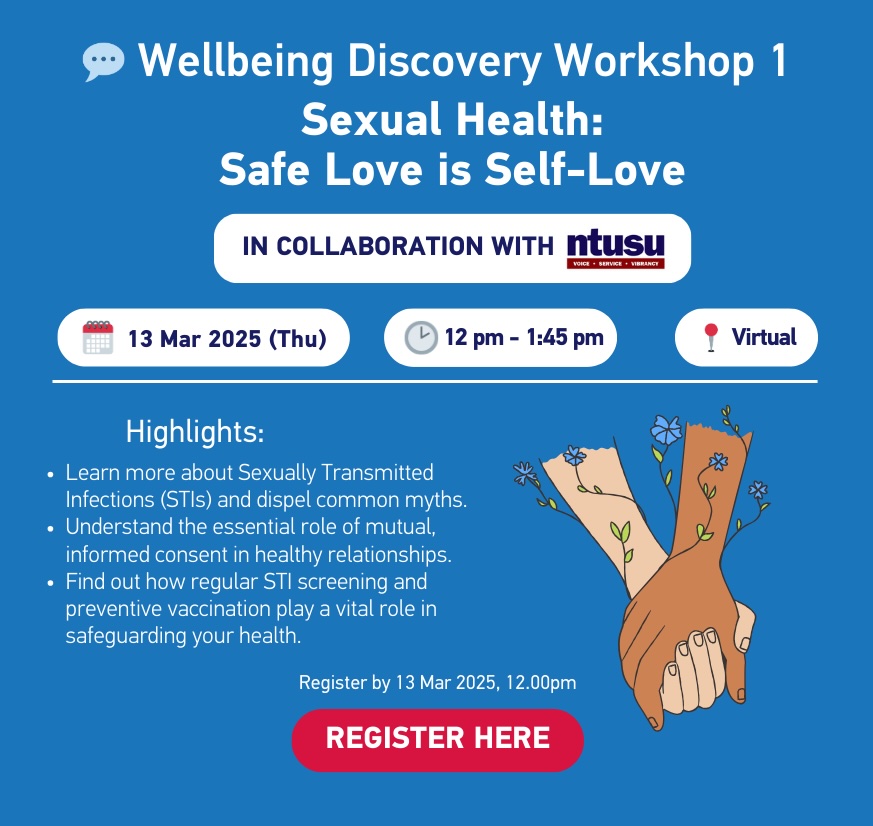 Wellbeing Discovery Workshop 1
Sexual Health:
Safe Love is Self-Love
IN COLLABORATION WITH ntusu
VOICE • SERVICE • VIBRANCY
13 Mar 2025 (Thu)
12 pm - 1:45 pm
Virtual
Highlights:
• Learn more about Sexually Transmitted
Infections (STIs) and dispel common myths.
• Understand the essential role of mutual,
informed consent in healthy relationships.
• Find out how regular STI screening and
preventive vaccination play a vital role in
safeguarding your health.
Register by 13 Mar 2025, 12.00pm
REGISTER HERE